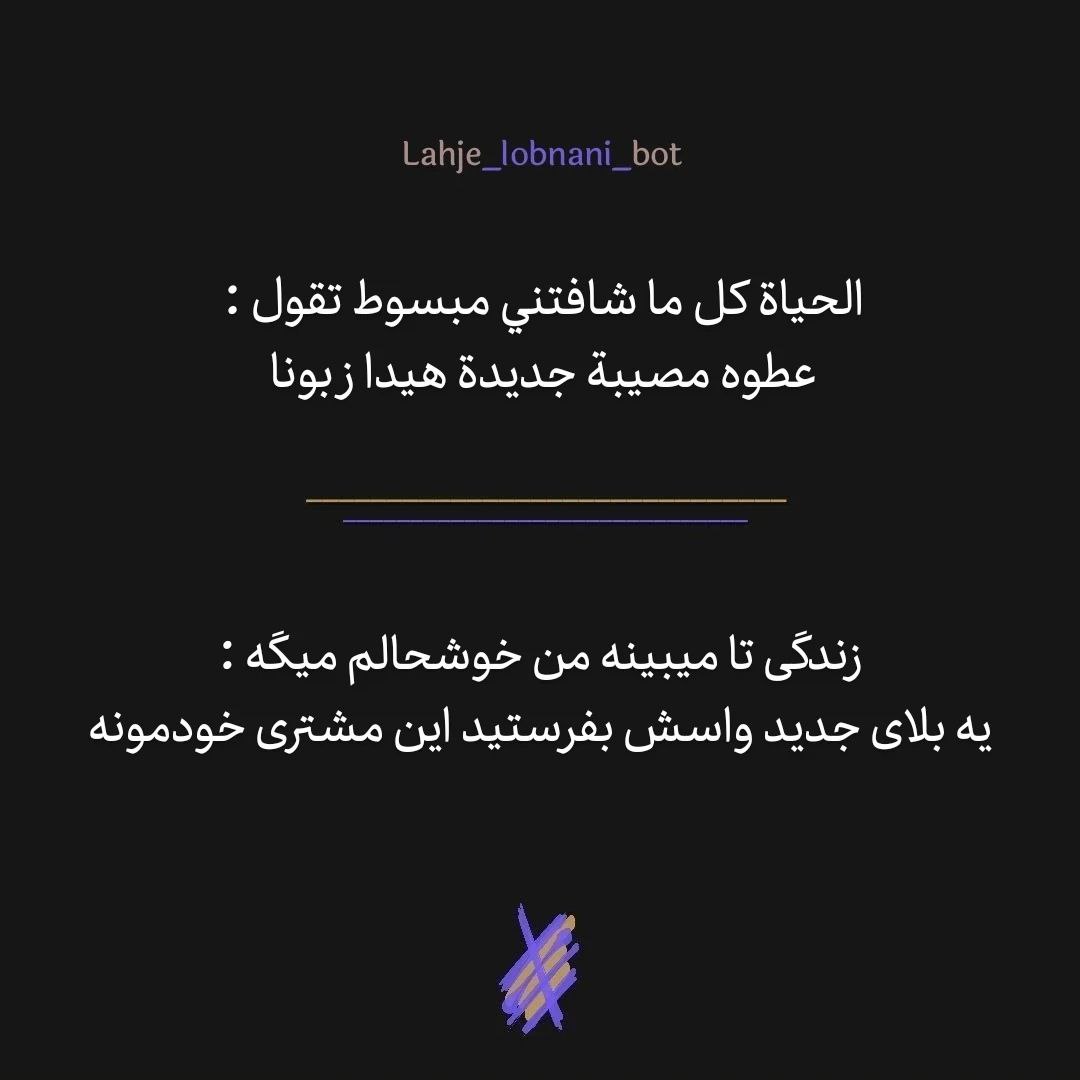 Lahje_lobnani_bot
الحياة كل ما شافتني مبسوط تقول :
عطوه مصيبة جديدة هيدا زبونا
زندگی تا میبینه من خوشحالم میگه :
یه بلای جدید واسش بفرستید این مشتری خودمونه